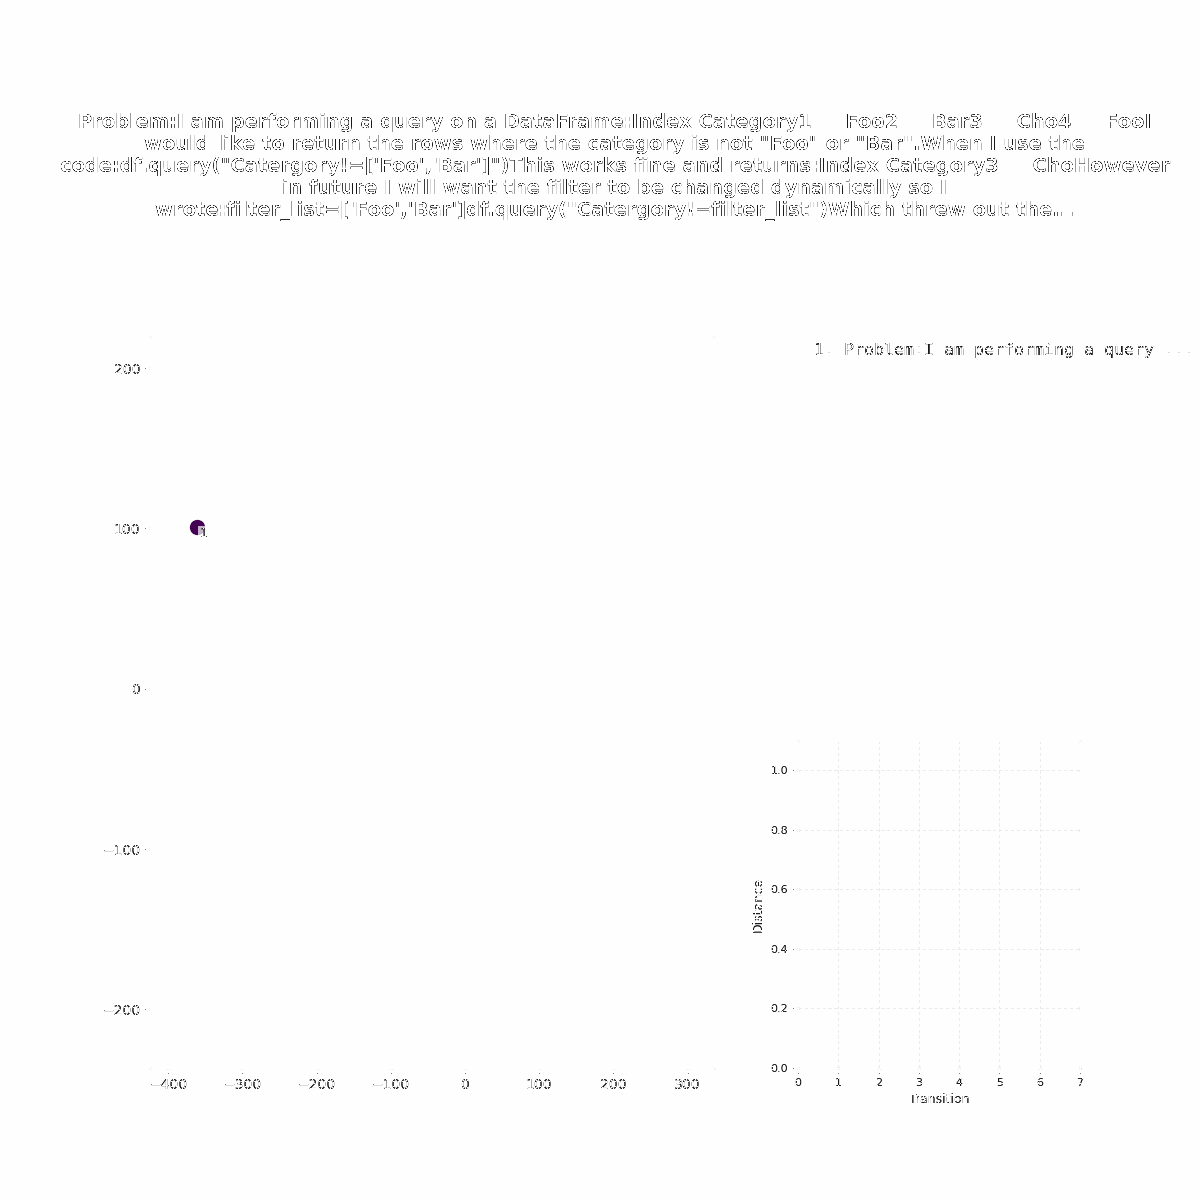 Problem:I am performing a query on a DataFrame:Index Category1     Foo2     Bar3     Cho4     FooI
would like to return the rows where the category is not "Foo" or "Bar".When I use the
code:df.query("Catergory!=['Foo','Bar']")This works fine and returns:Index Category3     ChoHowever
in future I will want the filter to be changed dynamically so I
wrote:filter_list=['Foo','Bar']df.query("Catergory!=filter_list")Which threw out the...
1. Problem:I am performing a query ...
200
100
1
0
−100
−200
−400 −300 −200 −100 0 100 200 300
1.0
0.8
0.6
0.4
0.2
0.0
Distance
0 1 2 3 4 5 6 7
Transition